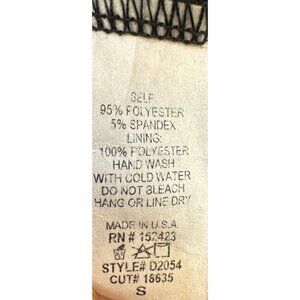 SELF
95% POLYESTER
5% SPANDEX
LINING:
100% POLYESTER
HAND WASH
WITH COLD WATER
DO NOT BLEACH
HANG OR LINE DRY
MADE IN U.S.A.
RN # 152423
STYLE# D2054
CUT# 18635
S